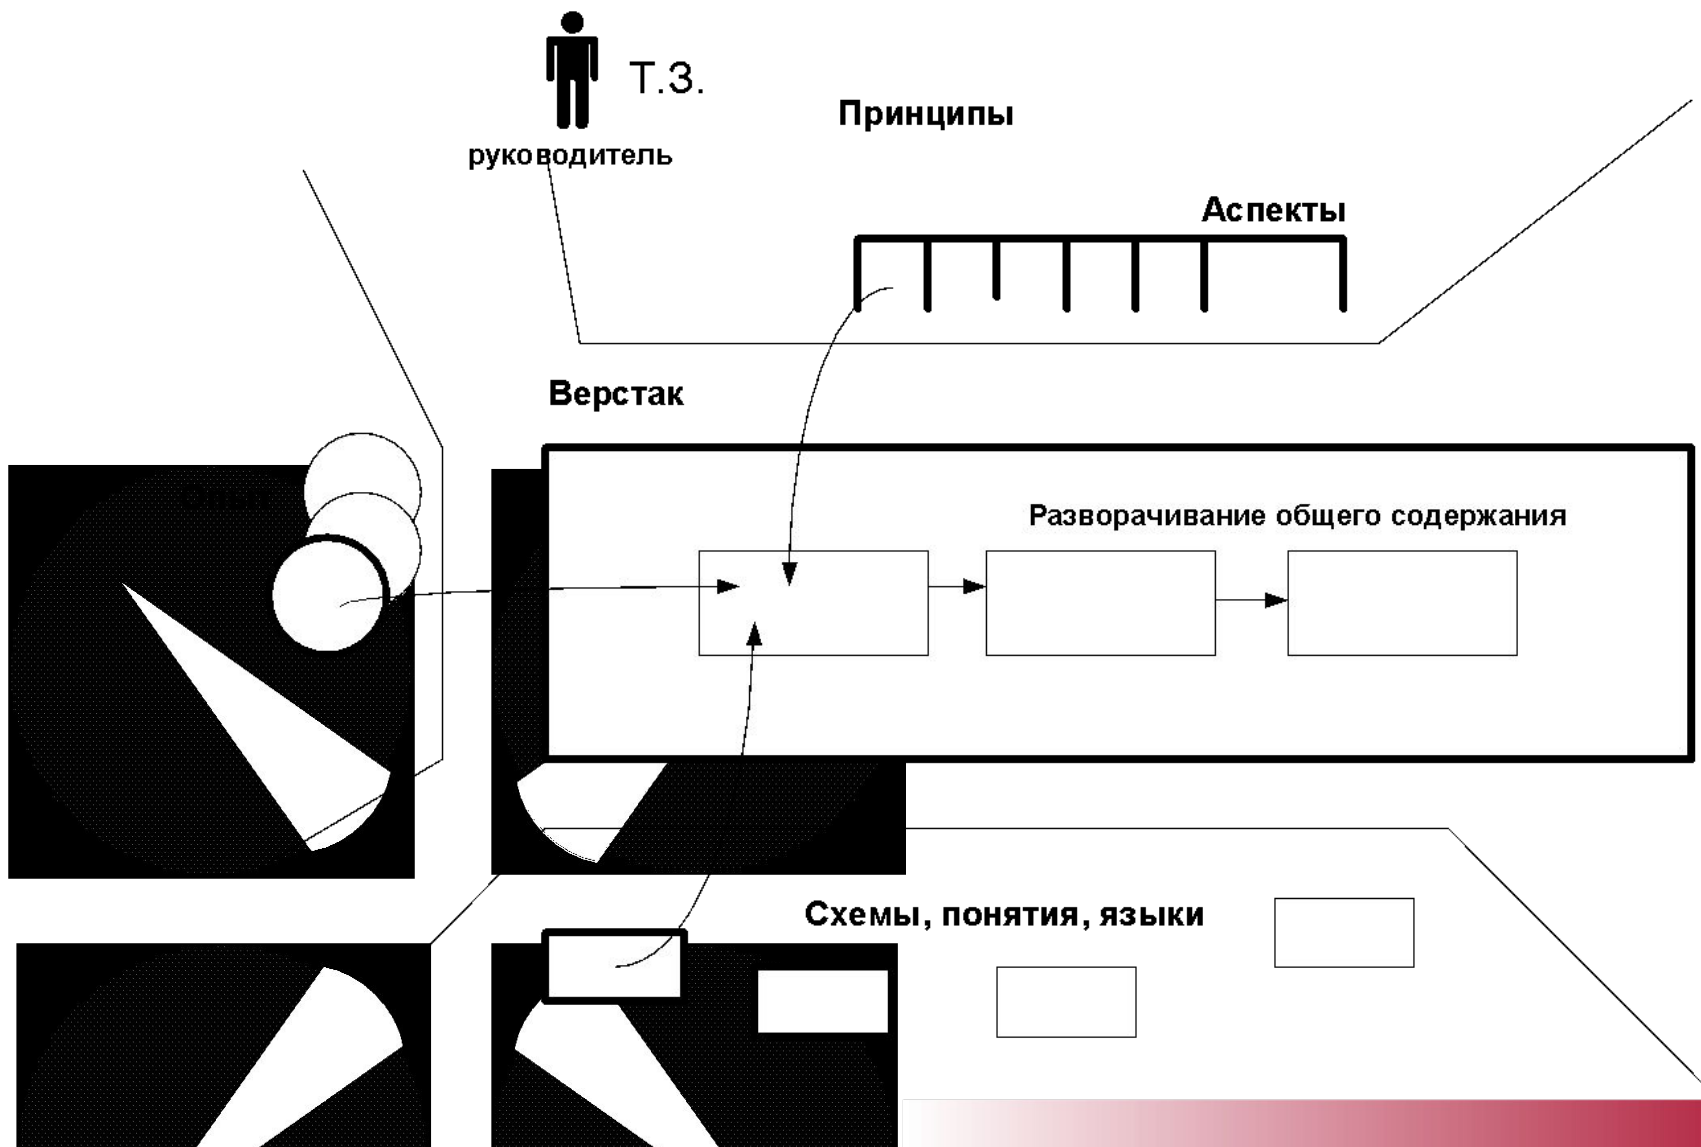 Т.З.
Принципы
руководитель
Аспекты
Верстак
Разворачивание общего содержания
Схемы, понятия, языки